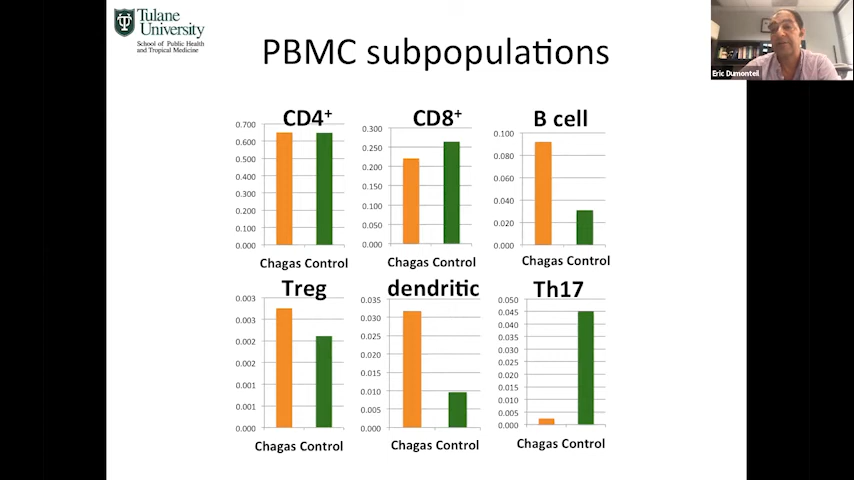 Tulane
University
School of Public Health
and Tropical Medicine
PBMC subpopulations
Eric Dumonteil
CD4+
0.700
0.600
0.500
0.400
0.300
0.200
0.100
0.000
Chagas Control
CD8+
0.300
0.250
0.200
0.150
0.100
0.050
0.000
Chagas Control
B cell
0.100
0.080
0.060
0.040
0.020
0.000
Chagas Control
Treg
0.003
0.003
0.002
0.002
0.001
0.001
0.000
Chagas Control
dendritic
0.035
0.030
0.025
0.020
0.015
0.010
0.005
0.000
Chagas Control
Th17
0.050
0.045
0.040
0.035
0.030
0.025
0.020
0.015
0.010
0.005
0.000
Chagas Control